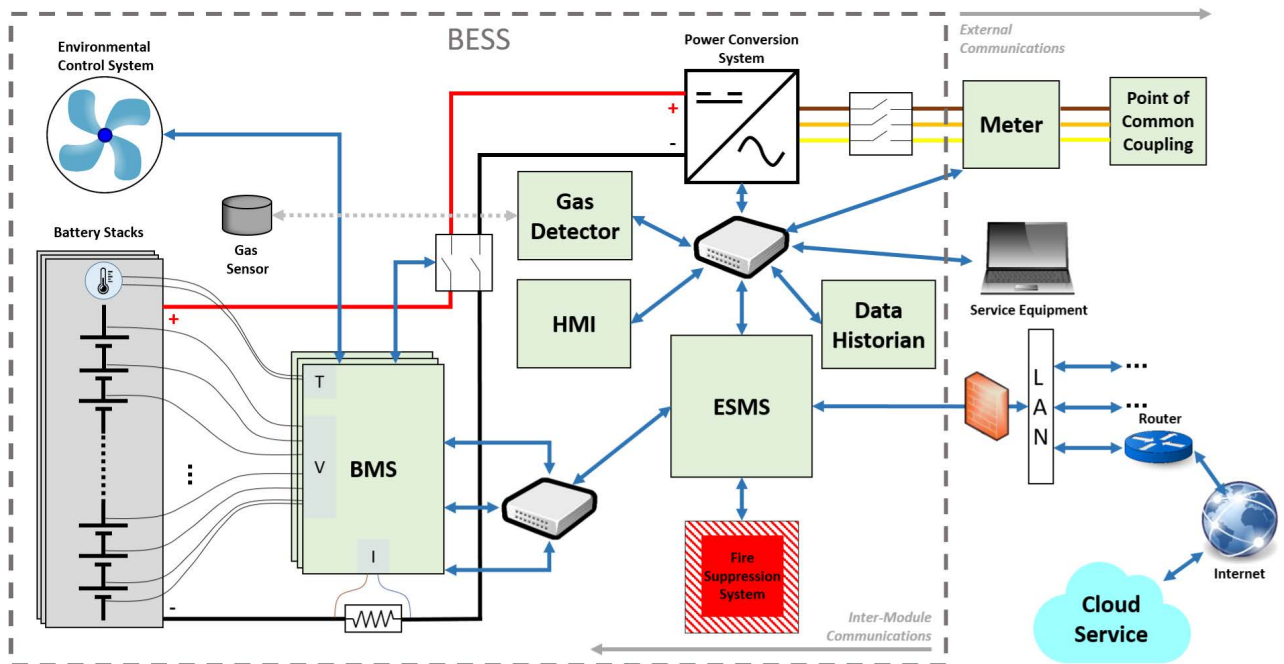 BESS
External
Communications
Environmental
Control System
Power Conversion
System
+
-
Meter
Point of
Common
Coupling
Gas
Detector
Gas
Sensor
Battery Stacks
+
HMI
Data
Historian
Service Equipment
T
V
BMS
I
...
ESMS
LAN
...
...
Router
Internet
Fire
Suppression
System
Cloud
Service
-
Inter-Module
Communications